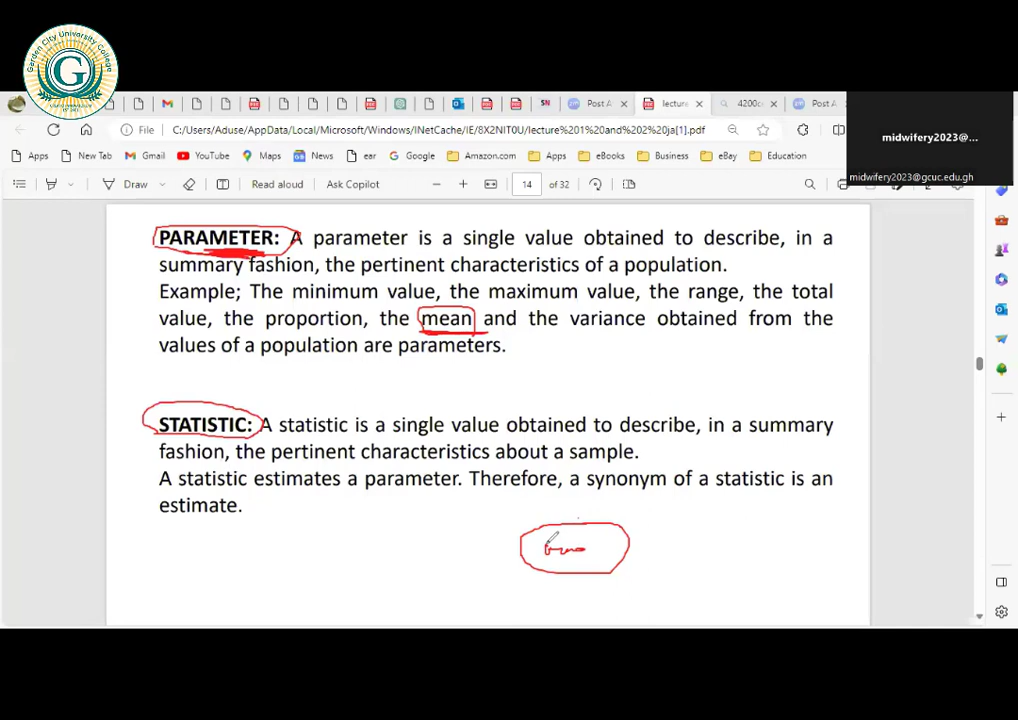 Garden City University College
G
Post A
lecture
SN
4200c
Post A
midwifery2023@...
midwifery2023@gcuc.edu.gh
File
C:/Users/Aduse/AppData/Local/Microsoft/Windows/INetCache/IE/8X2NIT0U/lecture%201%20and%202%20ja[1].pdf
Apps
New Tab
Gmail
YouTube
Maps
News
ear
Google
Amazon.com
Apps
eBooks
Business
eBay
Education
Draw
Read aloud
Ask Copilot
14
of 32
PARAMETER: A parameter is a single value obtained to describe, in a
summary fashion, the pertinent characteristics of a population.
Example; The minimum value, the maximum value, the range, the total
value, the proportion, the mean and the variance obtained from the
values of a population are parameters.
STATISTIC: A statistic is a single value obtained to describe, in a summary
fashion, the pertinent characteristics about a sample.
A statistic estimates a parameter. Therefore, a synonym of a statistic is an
estimate.